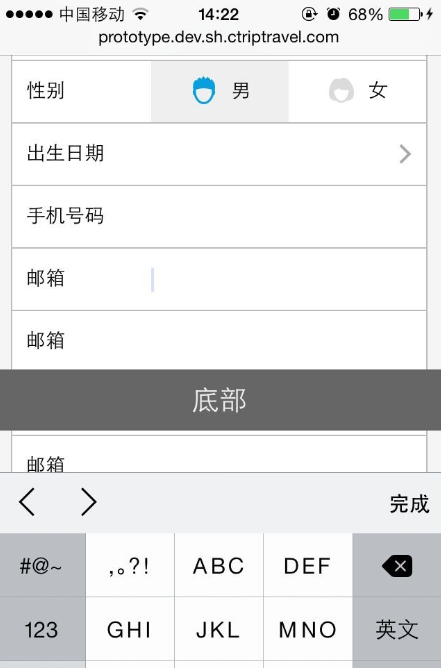 中国移动 14:22 68%
prototype.dev.sh.ctriptravel.com
性别 男 女
出生日期
手机号码
邮箱
邮箱
底部
邮箱
完成
#@~ ,。?! ABC DEF
123 GHI JKL MNO 英文